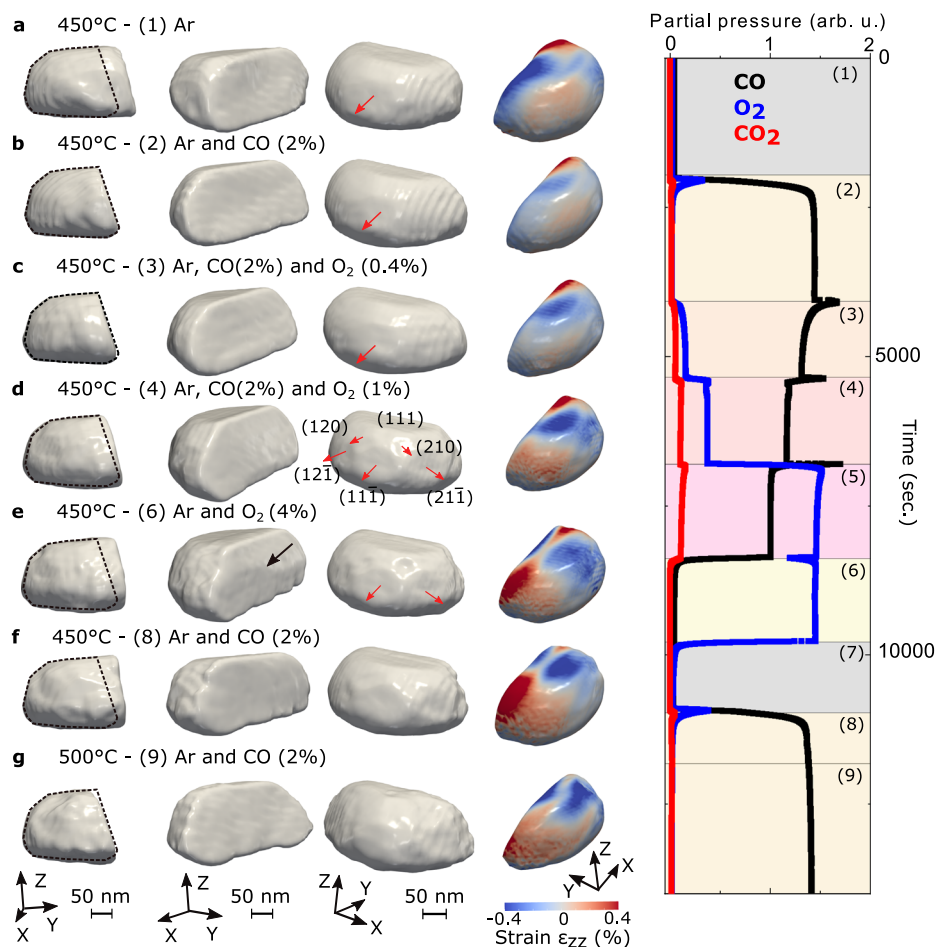 a 450°C - (1) Ar
b 450°C - (2) Ar and CO (2%)
c 450°C - (3) Ar, CO(2%) and O₂ (0.4%)
d 450°C - (4) Ar, CO(2%) and O₂ (1%)
(120)
(111)
(210)
(121̅)
(111̅)
(211̅)
e 450°C - (6) Ar and O₂ (4%)
f 450°C - (8) Ar and CO (2%)
g 500°C - (9) Ar and CO (2%)
Z
Y
X
50 nm
Z
X
Y
50 nm
Z
Y
X
50 nm
Z
X
Y
-0.4 0 0.4
Strain εzz (%)
Partial pressure (arb. u.)
0 1 2
0
5000
10000
Time (sec.)
CO
O₂
CO₂
(1)
(2)
(3)
(4)
(5)
(6)
(7)
(8)
(9)